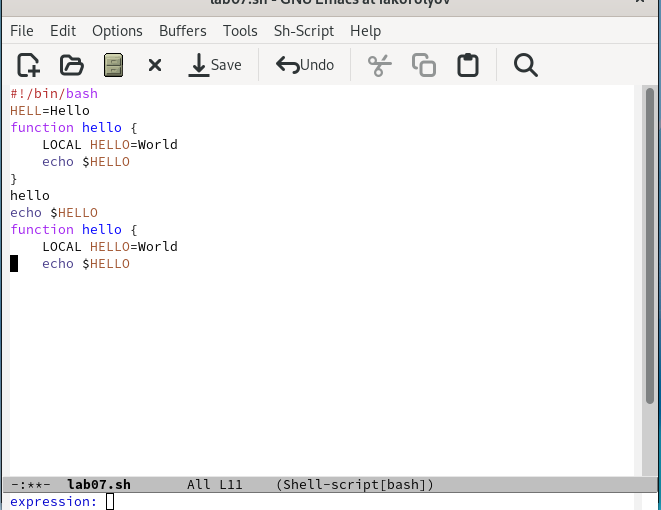 lab07.sh - GNU Emacs at fakorolyov
File Edit Options Buffers Tools Sh-Script Help
Save Undo
#!/bin/bash
HELL=Hello
function hello {
    LOCAL HELLO=World
    echo $HELLO
}
hello
echo $HELLO
function hello {
    LOCAL HELLO=World
    echo $HELLO
-:**-  lab07.sh       All L11    (Shell-script[bash])
expression: